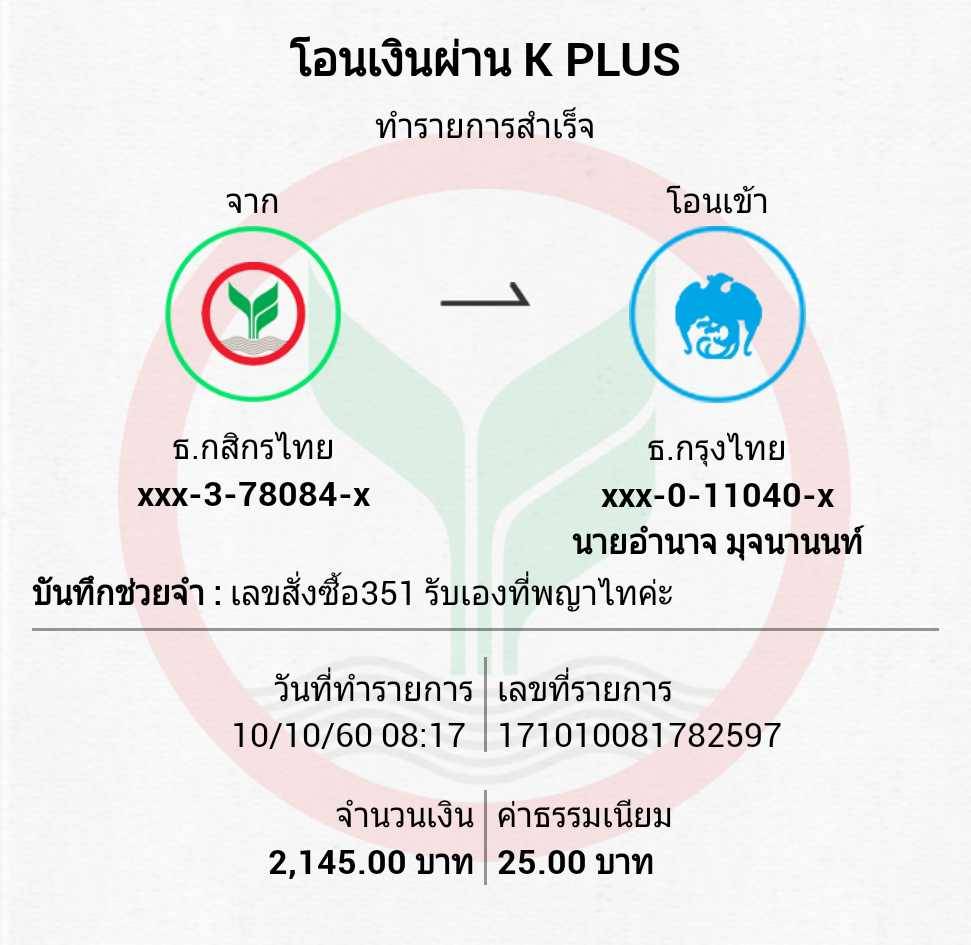 โอนเงินผ่าน K PLUS
ทำรายการสำเร็จ
จาก
โอนเข้า
ธ.กสิกรไทย
xxx-3-78084-x
ธ.กรุงไทย
xxx-0-11040-x
นายอำนาจ มุจนานนท์
บันทึกช่วยจำ : เลขสั่งซื้อ351 รับเองที่พญาไทค่ะ
วันที่ทำรายการ
10/10/60 08:17
เลขที่รายการ
171010081782597
จำนวนเงิน
2,145.00 บาท
ค่าธรรมเนียม
25.00 บาท